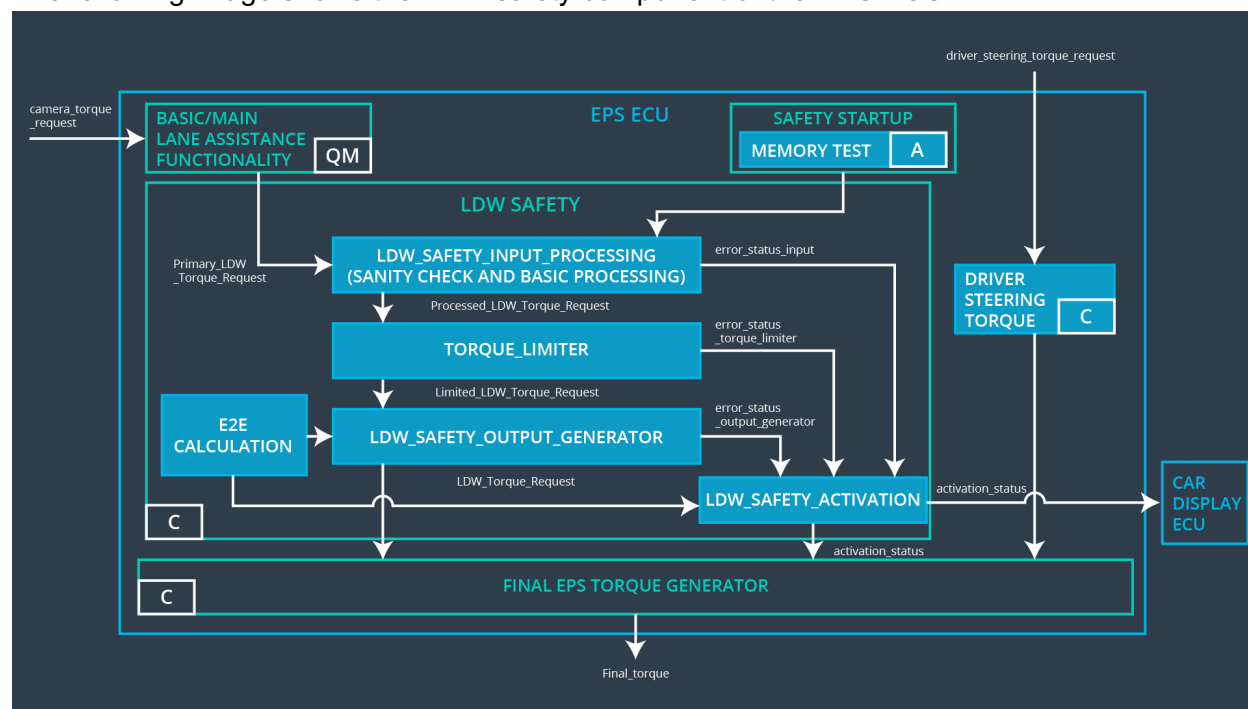 driver_steering_torque_request
camera_torque
_request
EPS ECU
BASIC/MAIN
LANE ASSISTANCE
FUNCTIONALITY
QM
SAFETY STARTUP
MEMORY TEST
A
LDW SAFETY
Primary_LDW
_Torque_Request
LDW_SAFETY_INPUT_PROCESSING
(SANITY CHECK AND BASIC PROCESSING)
error_status_input
Processed_LDW_Torque_Request
DRIVER
STEERING
TORQUE
C
TORQUE_LIMITER
error_status
_torque_limiter
Limited_LDW_Torque_Request
E2E
CALCULATION
LDW_SAFETY_OUTPUT_GENERATOR
error_status
_output_generator
LDW_Torque_Request
LDW_SAFETY_ACTIVATION
activation_status
CAR
DISPLAY
ECU
C
activation_status
C
FINAL EPS TORQUE GENERATOR
Final_torque